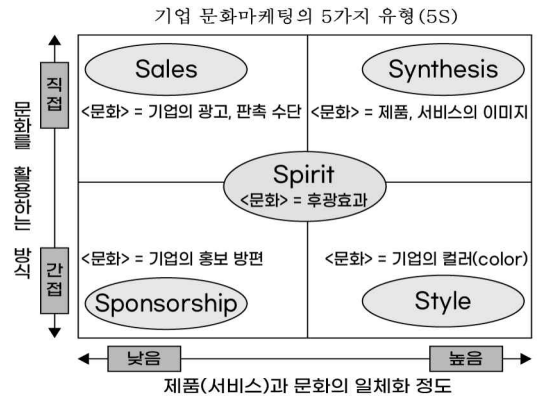 기업 문화마케팅의 5가지 유형(5S)
Sales
Synthesis
<문화> = 기업의 광고, 판촉 수단
<문화> = 제품, 서비스의 이미지
Spirit
<문화> = 후광효과
<문화> = 기업의 홍보 방편
<문화> = 기업의 컬러(color)
Sponsorship
Style
직접
문화를 활용하는 방식
간접
낮음
높음
제품(서비스)과 문화의 일체화 정도